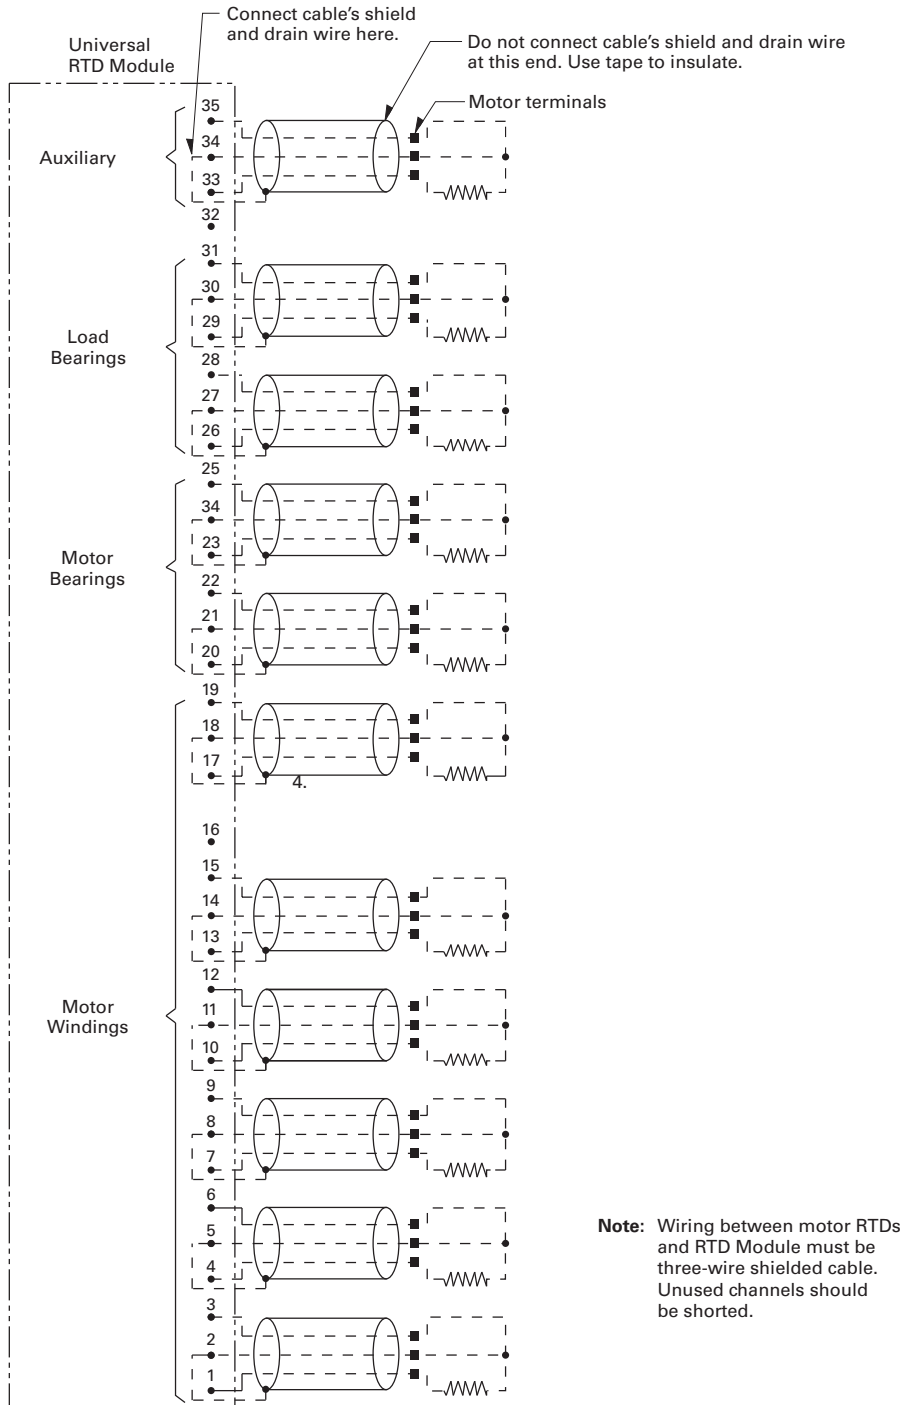 Connect cable's shield
and drain wire here.
Universal
RTD Module
Do not connect cable's shield and drain wire
at this end. Use tape to insulate.
Motor terminals
35
34
Auxiliary
33
32
31
30
29
Load
Bearings
28
27
26
25
34
23
Motor
Bearings
22
21
20
19
18
17
4.
16
15
14
13
12
11
Motor
Windings
10
9
8
7
6
5
4
3
2
1
Note: Wiring between motor RTDs
and RTD Module must be
three-wire shielded cable.
Unused channels should
be shorted.